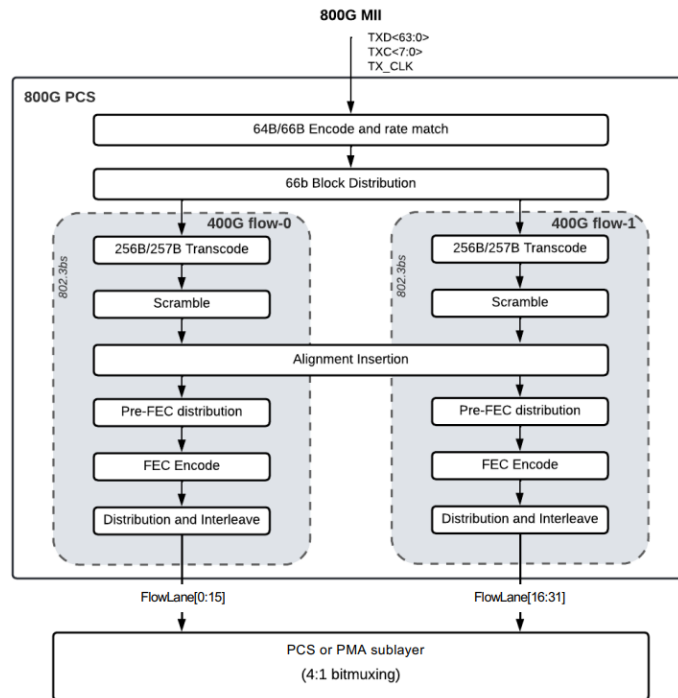 800G MII
TXD<63:0>
TXC<7:0>
TX_CLK
800G PCS
64B/66B Encode and rate match
66b Block Distribution
400G flow-0
400G flow-1
802.3bs
802.3bs
256B/257B Transcode
256B/257B Transcode
Scramble
Scramble
Alignment Insertion
Pre-FEC distribution
Pre-FEC distribution
FEC Encode
FEC Encode
Distribution and Interleave
Distribution and Interleave
FlowLane[0:15]
FlowLane[16:31]
PCS or PMA sublayer
(4:1 bitmuxing)